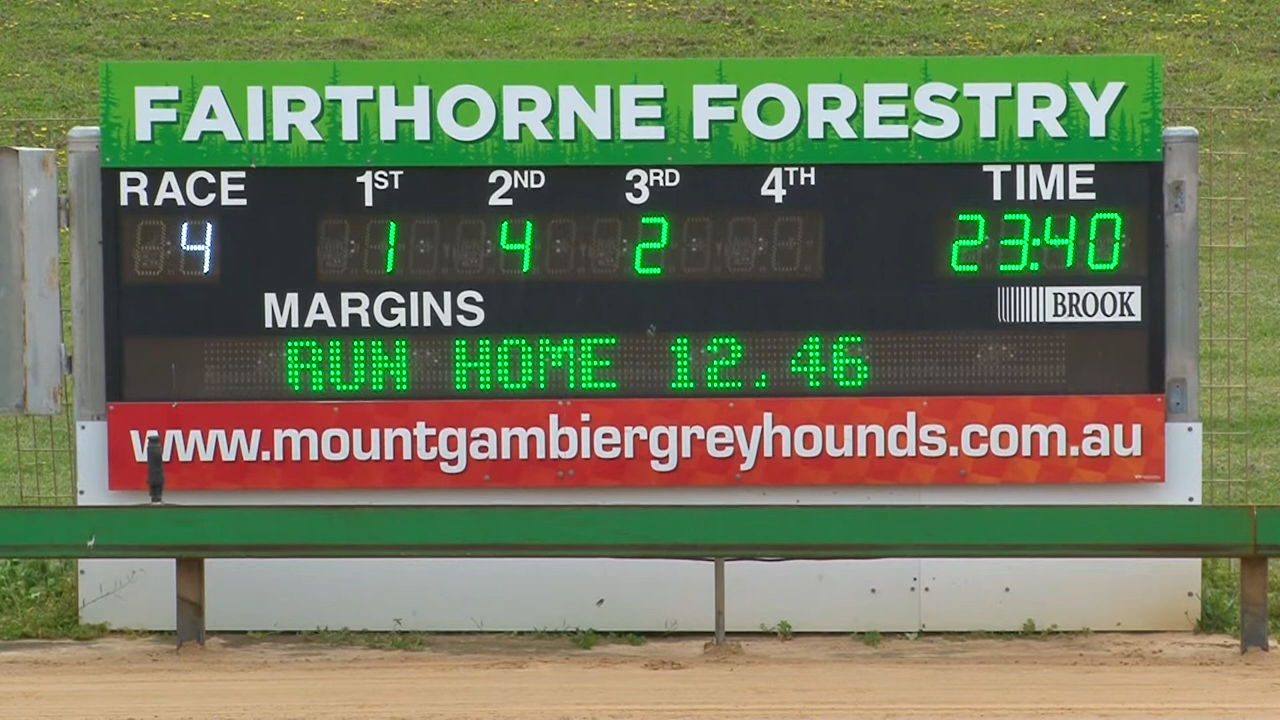 FAIRTHORNE FORESTRY
RACE 1ST 2ND 3RD 4TH TIME
4 1 4 2 23.40
MARGINS BROOK
RUN HOME 12.46
www.mountgambiergreyhounds.com.au